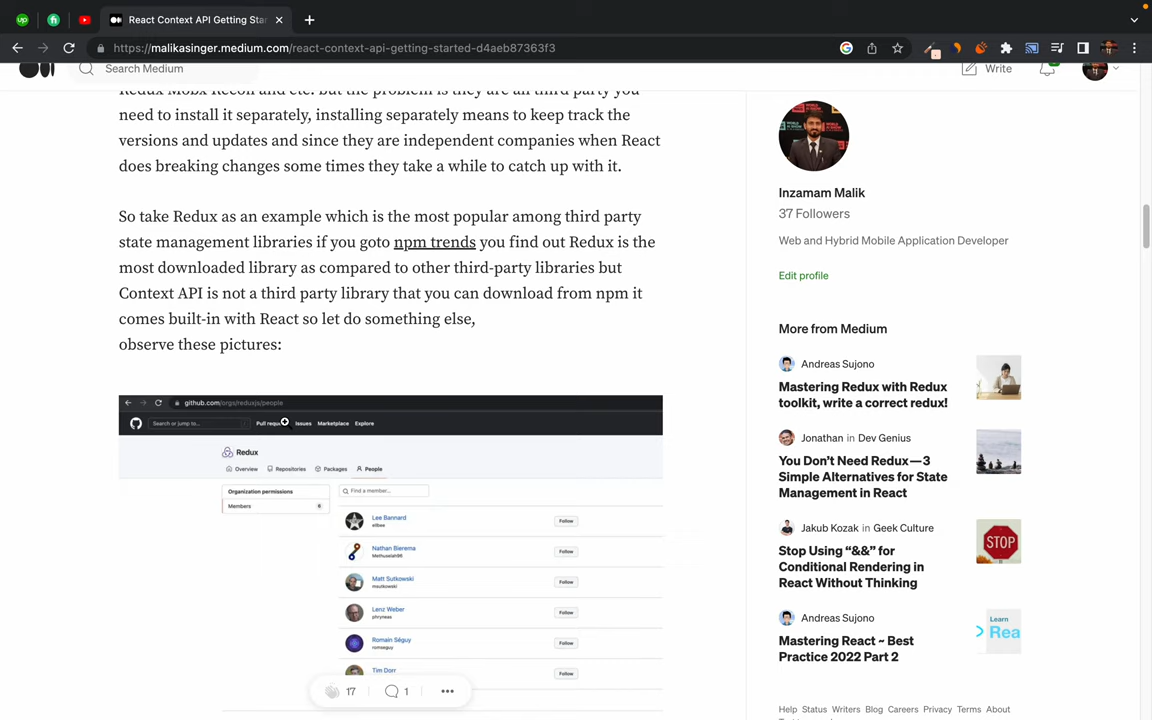 up
fi
React Context API Getting Star
https://malikasinger.medium.com/react-context-api-getting-started-d4aeb87363f3
Search Medium
Write
Redux Mobx Recoil and etc. but the problem is they are all third party you
need to install it separately, installing separately means to keep track the
versions and updates and since they are independent companies when React
does breaking changes some times they take a while to catch up with it.
So take Redux as an example which is the most popular among third party
state management libraries if you goto npm trends you find out Redux is the
most downloaded library as compared to other third-party libraries but
Context API is not a third party library that you can download from npm it
comes built-in with React so let do something else,
observe these pictures:
github.com/orgs/reduxjs/people
Search or jump to...
Pull requ
Issues
Marketplace
Explore
Redux
Overview
Repositories
Packages
People
Organization permissions
Members
Find a member...
Lee Bannard
Follow
Nathan Bierema
Methuselah96
Follow
Matt Sutkowski
msutkowski
Follow
Lenz Weber
phryneas
Follow
Romain Séguy
romseguy
Follow
Tim Dorr
Follow
17
1
Inzamam Malik
37 Followers
Web and Hybrid Mobile Application Developer
Edit profile
More from Medium
Andreas Sujono
Mastering Redux with Redux
toolkit, write a correct redux!
Jonathan in Dev Genius
You Don't Need Redux — 3
Simple Alternatives for State
Management in React
Jakub Kozak in Geek Culture
Stop Using “&&” for
Conditional Rendering in
React Without Thinking
STOP
Andreas Sujono
Mastering React ~ Best
Practice 2022 Part 2
Learn
Rea
Help Status Writers Blog Careers Privacy Terms About